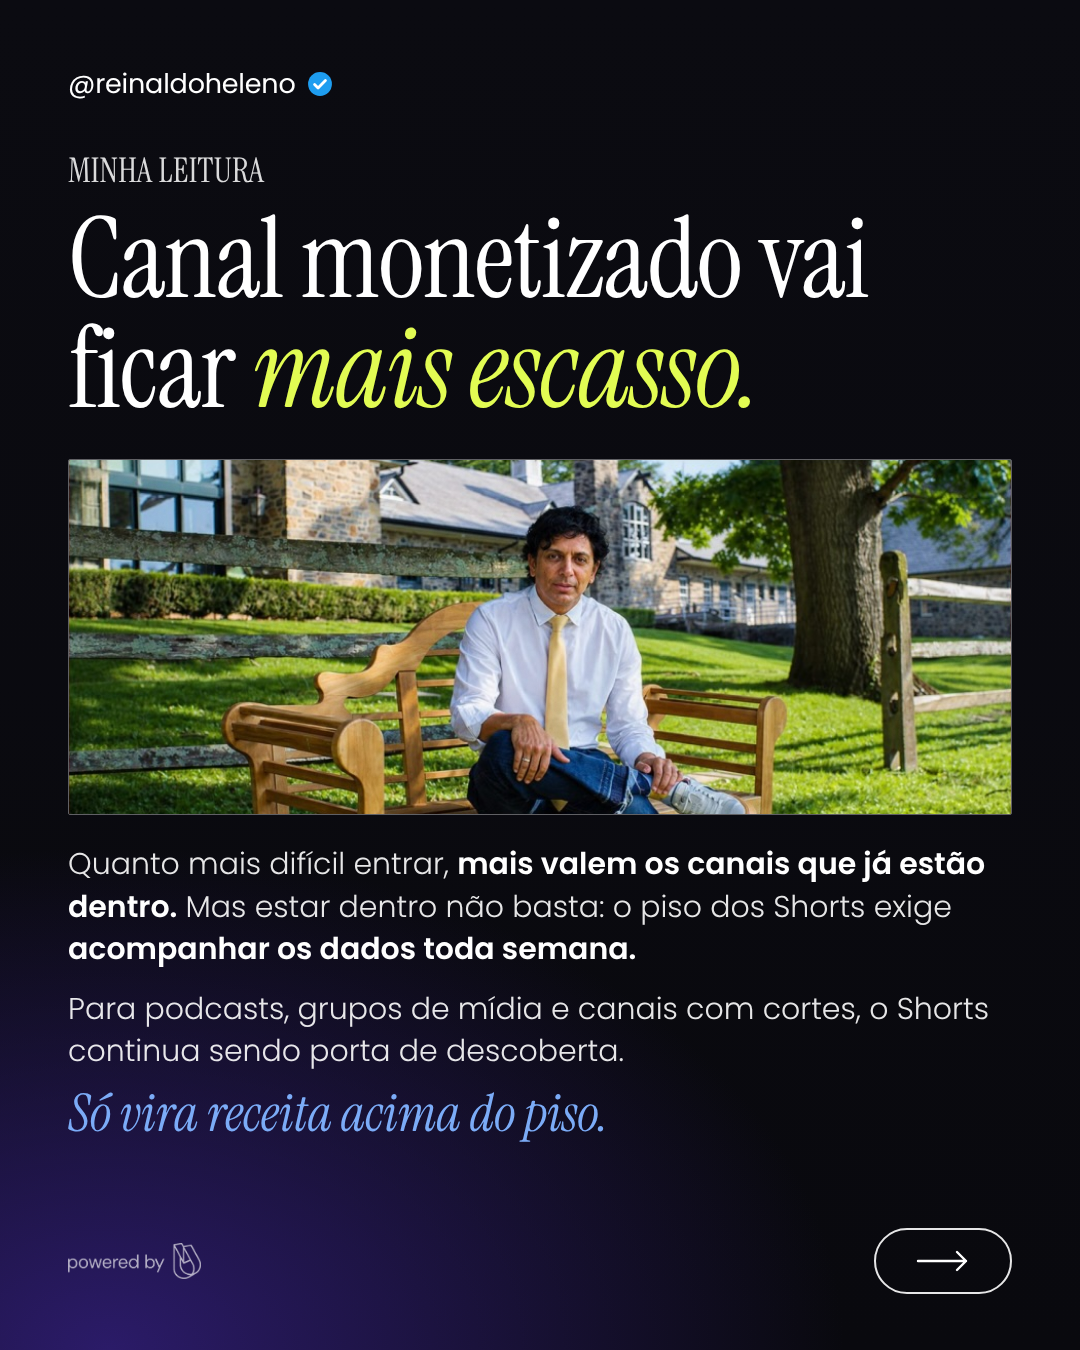 @reinaldoheleno
MINHA LEITURA
Canal monetizado vai
ficar mais escasso.
Quanto mais difícil entrar, mais valem os canais que já estão
dentro. Mas estar dentro não basta: o piso dos Shorts exige
acompanhar os dados toda semana.
Para podcasts, grupos de mídia e canais com cortes, o Shorts
continua sendo porta de descoberta.
Só vira receita acima do piso.
powered by